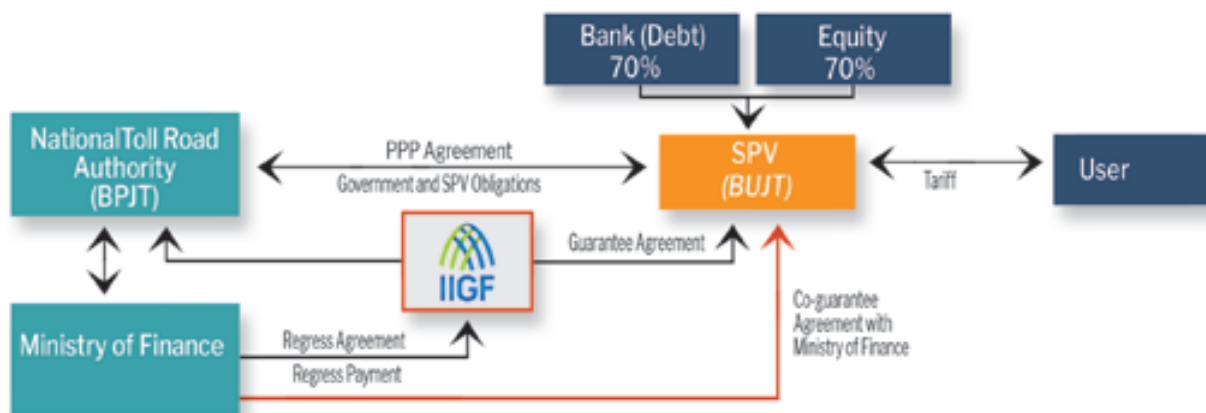 Bank (Debt)
70%
Equity
70%
NationalToll Road
Authority
(BPJT)
PPP Agreement
Government and SPV Obligations
SPV
(BUJT)
Tariff
User
IIGF
Guarantee Agreement
Co-guarantee
Agreement with
Ministry of Finance
Ministry of Finance
Regress Agreement
Regress Payment